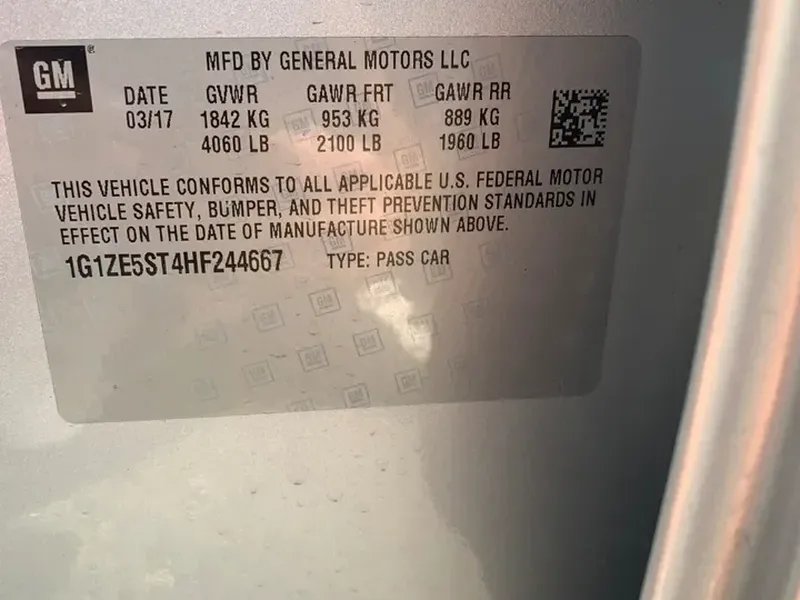 GM®
MFD BY GENERAL MOTORS LLC
DATE GVWR GAWR FRT GAWR RR
03/17 1842 KG 953 KG 889 KG
4060 LB 2100 LB 1960 LB
THIS VEHICLE CONFORMS TO ALL APPLICABLE U.S. FEDERAL MOTOR
VEHICLE SAFETY, BUMPER, AND THEFT PREVENTION STANDARDS IN
EFFECT ON THE DATE OF MANUFACTURE SHOWN ABOVE.
1G1ZE5ST4HF244667 TYPE: PASS CAR